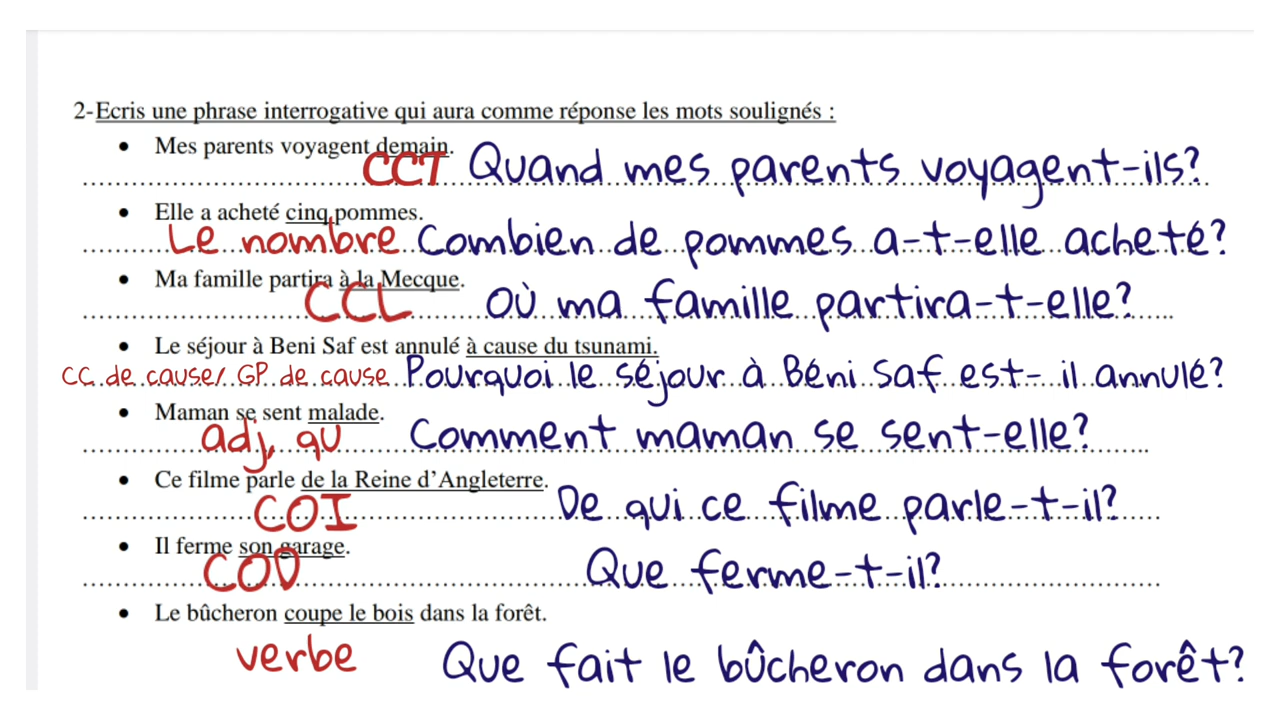 2-Ecris une phrase interrogative qui aura comme réponse les mots soulignés :
• Mes parents voyagent demain.
CCT Quand mes parents voyagent-ils?
• Elle a acheté cinq pommes.
Le nombre Combien de pommes a-t-elle acheté?
• Ma famille partira à la Mecque.
CCL Où ma famille partira-t-elle?
• Le séjour à Beni Saf est annulé à cause du tsunami.
CC de cause/ GP de cause Pourquoi le séjour à Béni Saf est- il annulé?
• Maman se sent malade.
adj, qu Comment maman se sent-elle?
• Ce filme parle de la Reine d'Angleterre.
COI De qui ce filme parle-t-il?
• Il ferme son garage.
COD Que ferme-t-il?
• Le bûcheron coupe le bois dans la forêt.
verbe Que fait le bûcheron dans la forêt?